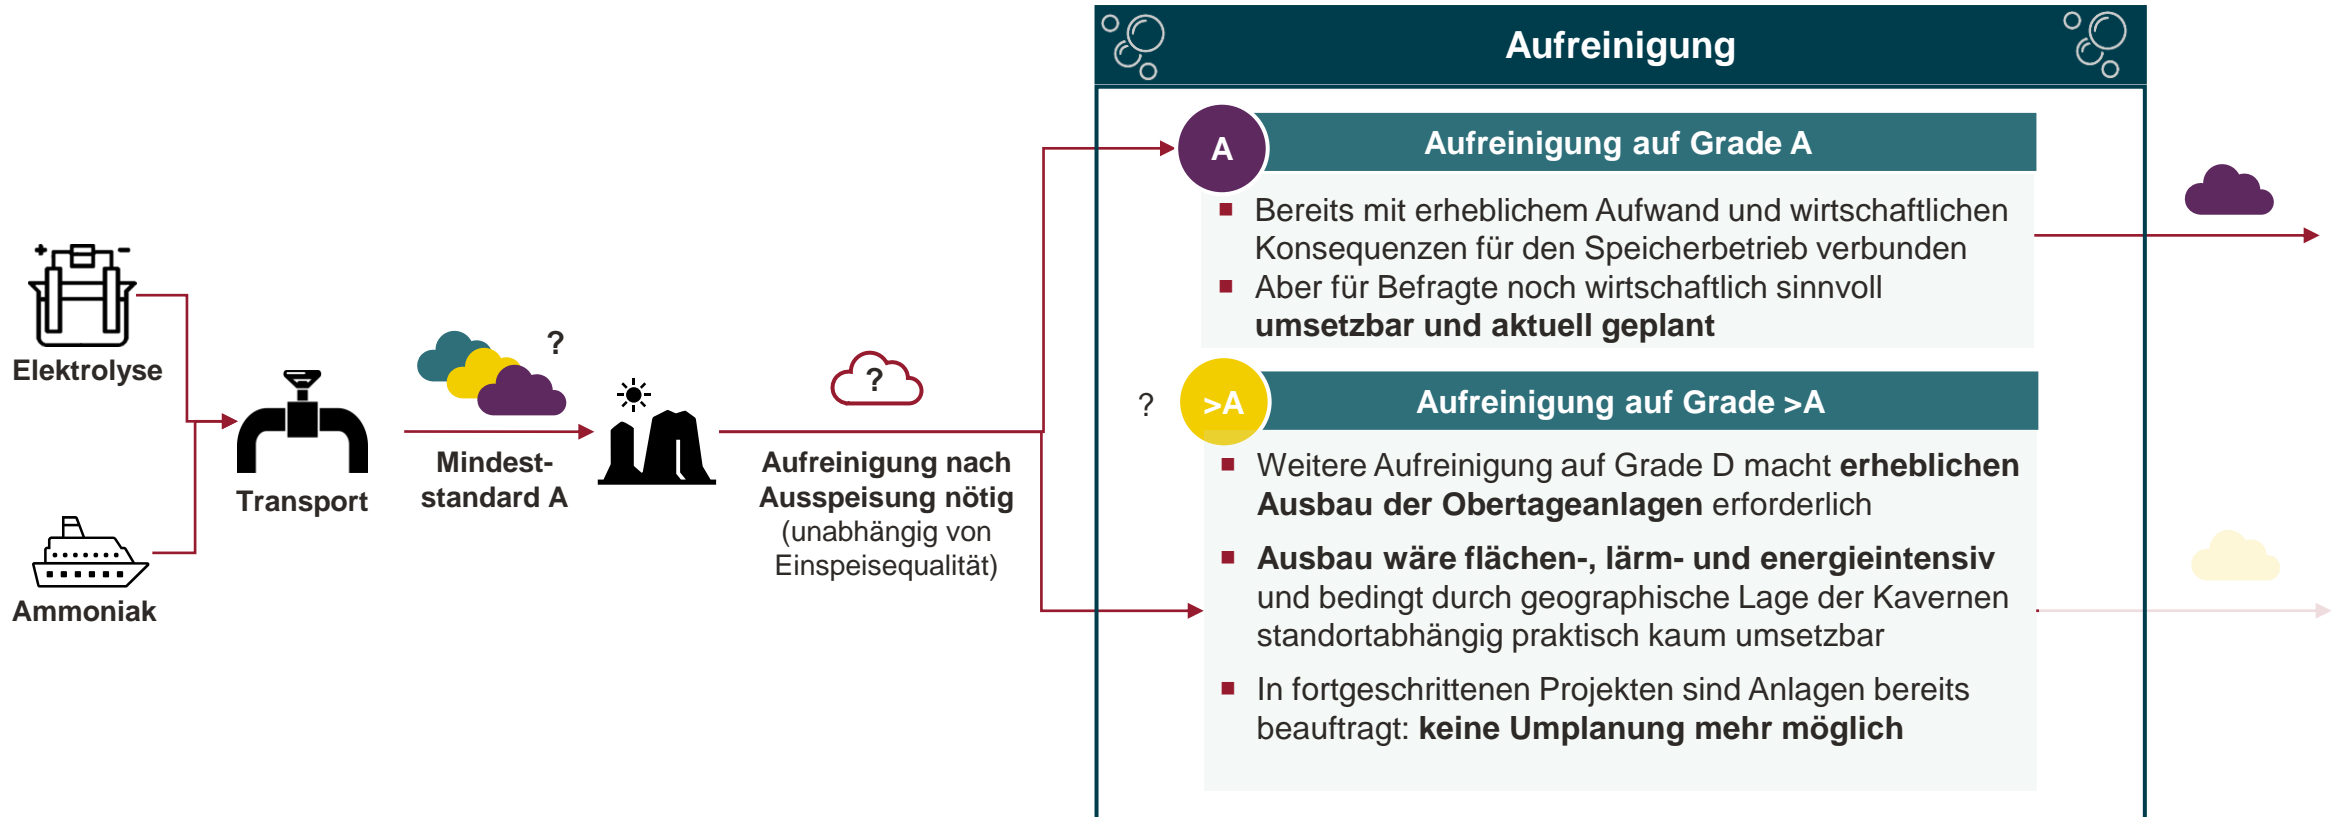 Aufreinigung
A
Aufreinigung auf Grade A
Bereits mit erheblichem Aufwand und wirtschaftlichen
Konsequenzen für den Speicherbetrieb verbunden
Aber für Befragte noch wirtschaftlich sinnvoll
umsetzbar und aktuell geplant
+ -
Elektrolyse
Ammoniak
Transport
?
Mindest-
standard A
?
Aufreinigung nach
Ausspeisung nötig
(unabhängig von
Einspeisequalität)
?
>A
Aufreinigung auf Grade >A
Weitere Aufreinigung auf Grade D macht erheblichen
Ausbau der Obertageanlagen erforderlich
Ausbau wäre flächen-, lärm- und energieintensiv
und bedingt durch geographische Lage der Kavernen
standortabhängig praktisch kaum umsetzbar
In fortgeschrittenen Projekten sind Anlagen bereits
beauftragt: keine Umplanung mehr möglich